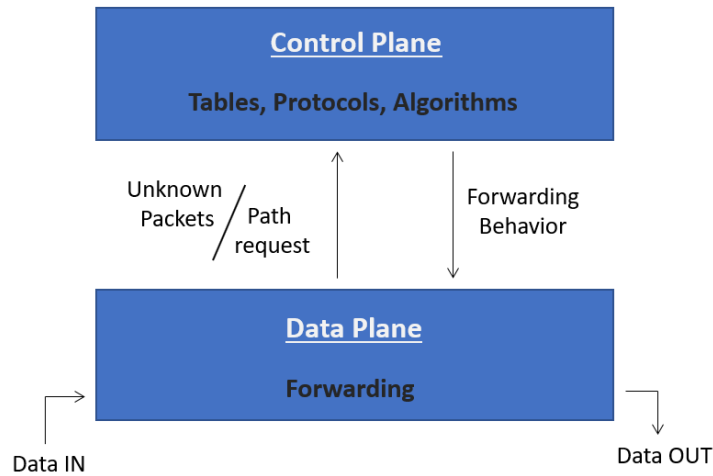 Control Plane
Tables, Protocols, Algorithms
Unknown
Packets
/
Path
request
Forwarding
Behavior
Data Plane
Forwarding
Data IN
Data OUT